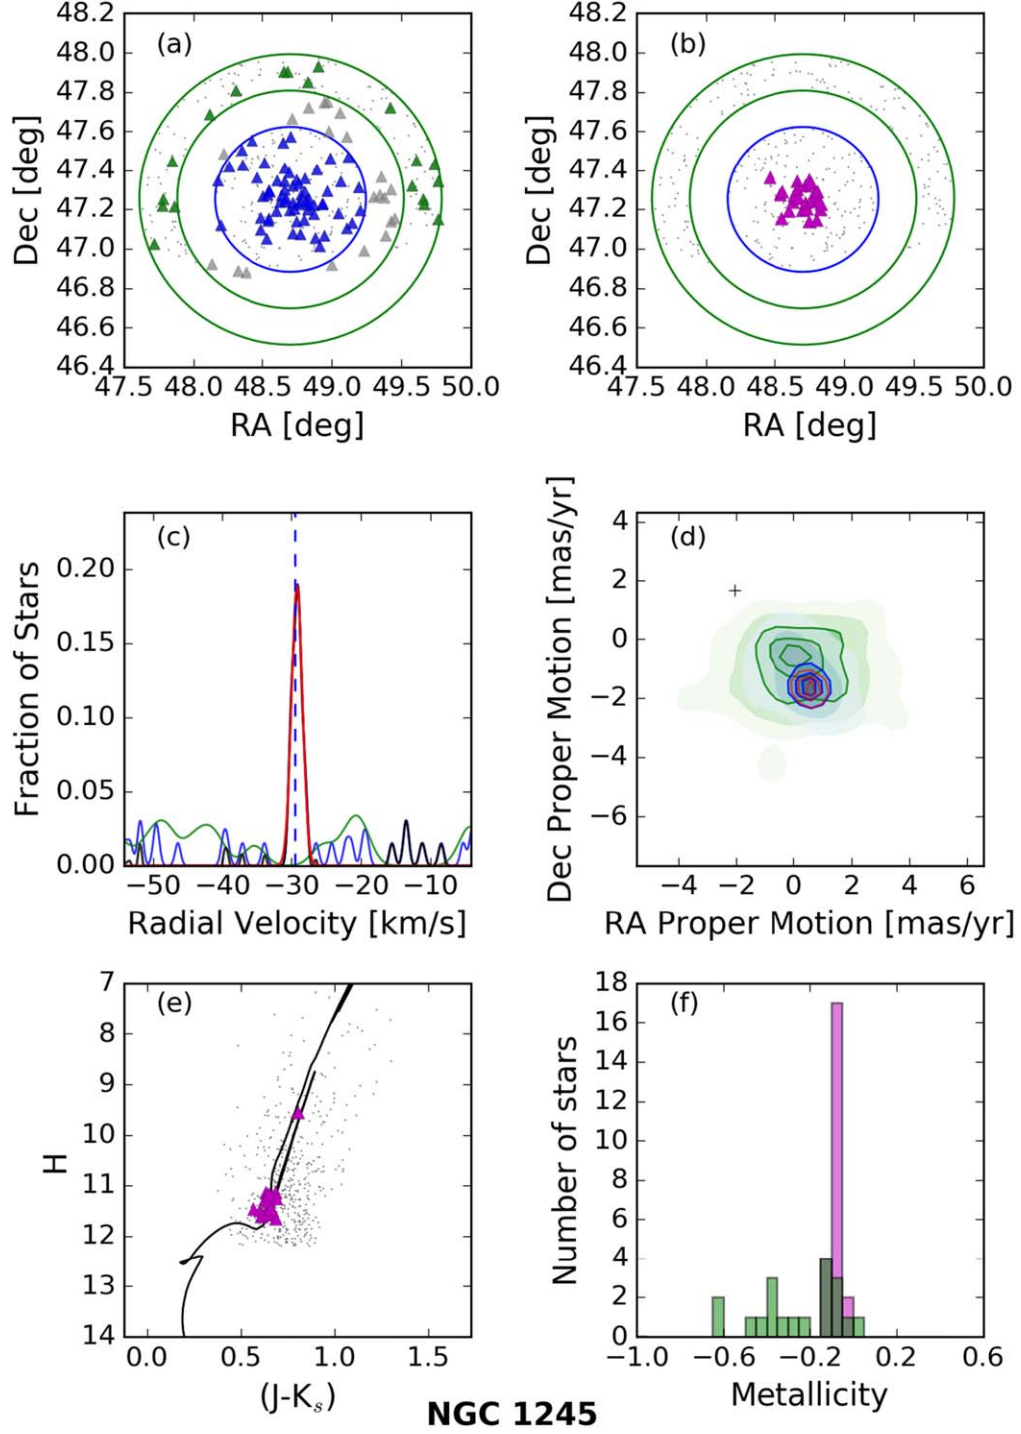 48.2
48.0
47.8
47.6
47.4
47.2
47.0
46.8
46.6
46.4
47.5 48.0 48.5 49.0 49.5 50.0
RA [deg]
Dec [deg]
(a)
48.2
48.0
47.8
47.6
47.4
47.2
47.0
46.8
46.6
46.4
47.5 48.0 48.5 49.0 49.5 50.0
RA [deg]
Dec [deg]
(b)
0.20
0.15
0.10
0.05
0.00
−50 −40 −30 −20 −10
Radial Velocity [km/s]
Fraction of Stars
(c)
4
2
0
−2
−4
−6
−4 −2 0 2 4 6
RA Proper Motion [mas/yr]
Dec Proper Motion [mas/yr]
(d)
7
8
9
10
11
12
13
14
0.0 0.5 1.0 1.5
(J-Ks)
H
(e)
18
16
14
12
10
8
6
4
2
0
−1.0 −0.6 −0.2 0.2 0.6
Metallicity
Number of stars
(f)
NGC 1245